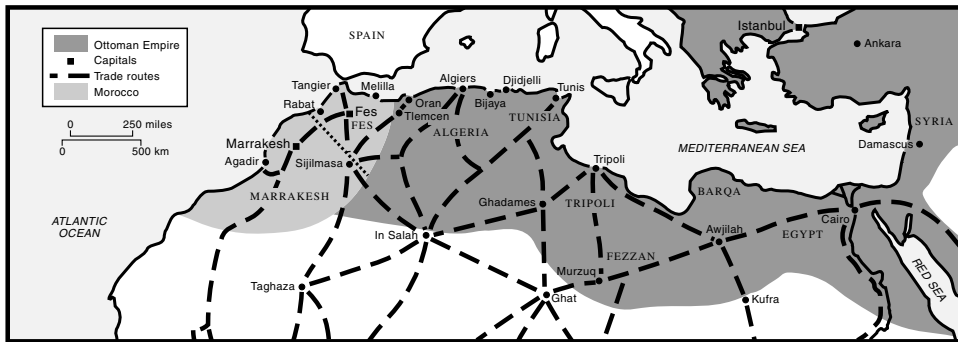 Ottoman Empire
Capitals
Trade routes
Morocco
0 250 miles
0 500 km
SPAIN
Istanbul
Ankara
Tangier
Melilla
Algiers
Djidjelli
Rabat
Fes
Oran
Bijaya
Tunis
FES
Tlemcen
ALGERIA
TUNISIA
SYRIA
Marrakesh
MEDITERRANEAN SEA
Damascus
Agadir
Sijilmasa
Tripoli
MARRAKESH
BARQA
Ghadames
TRIPOLI
Cairo
ATLANTIC
OCEAN
In Salah
Awjilah
EGYPT
FEZZAN
RED SEA
Murzuq
Taghaza
Ghat
Kufra